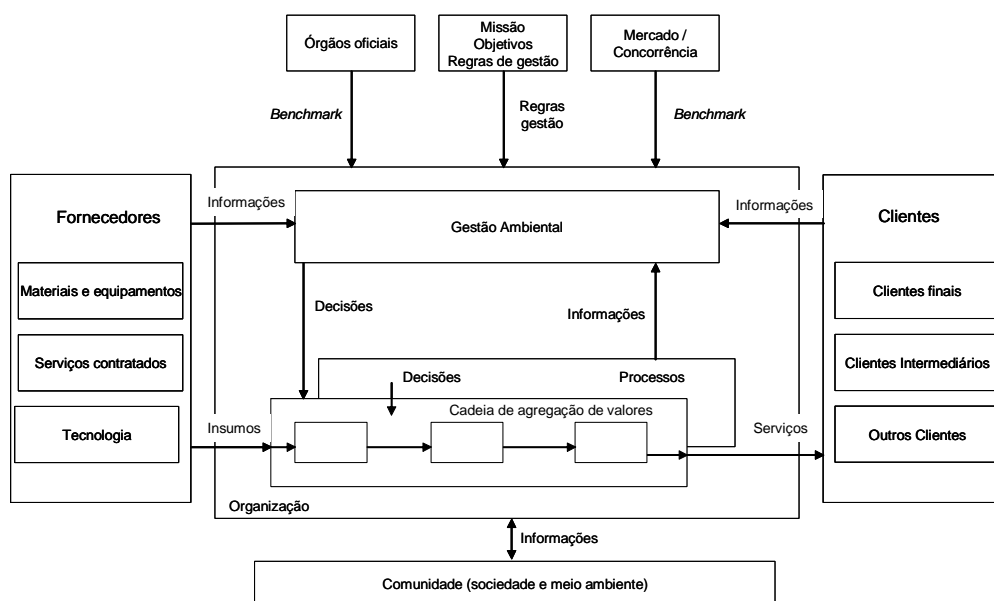 Órgãos oficiais
Missão
Objetivos
Regras de gestão
Mercado /
Concorrência
Benchmark
Regras
gestão
Benchmark
Fornecedores
Informações
Informações
Clientes
Gestão Ambiental
Materiais e equipamentos
Decisões
Informações
Clientes finais
Serviços contratados
Decisões
Processos
Clientes Intermediários
Tecnologia
Insumos
Cadeia de agregação de valores
Serviços
Outros Clientes
Organização
Informações
Comunidade (sociedade e meio ambiente)